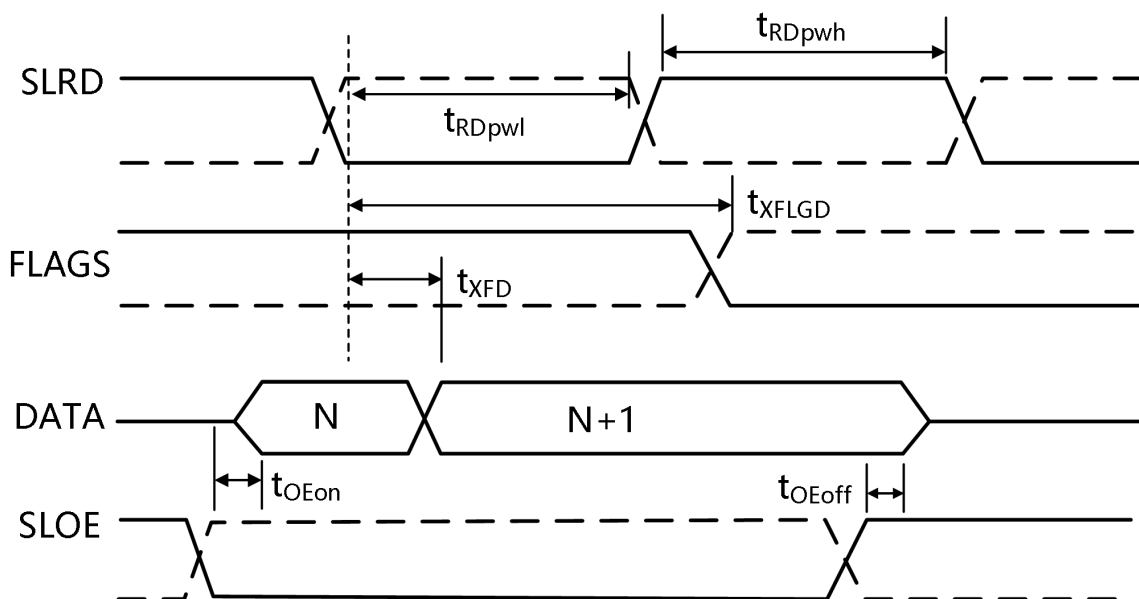 tRDpwh
SLRD
tRDpwl
tXFLGD
FLAGS
tXFD
DATA
N
N+1
tOEon
tOEoff
SLOE